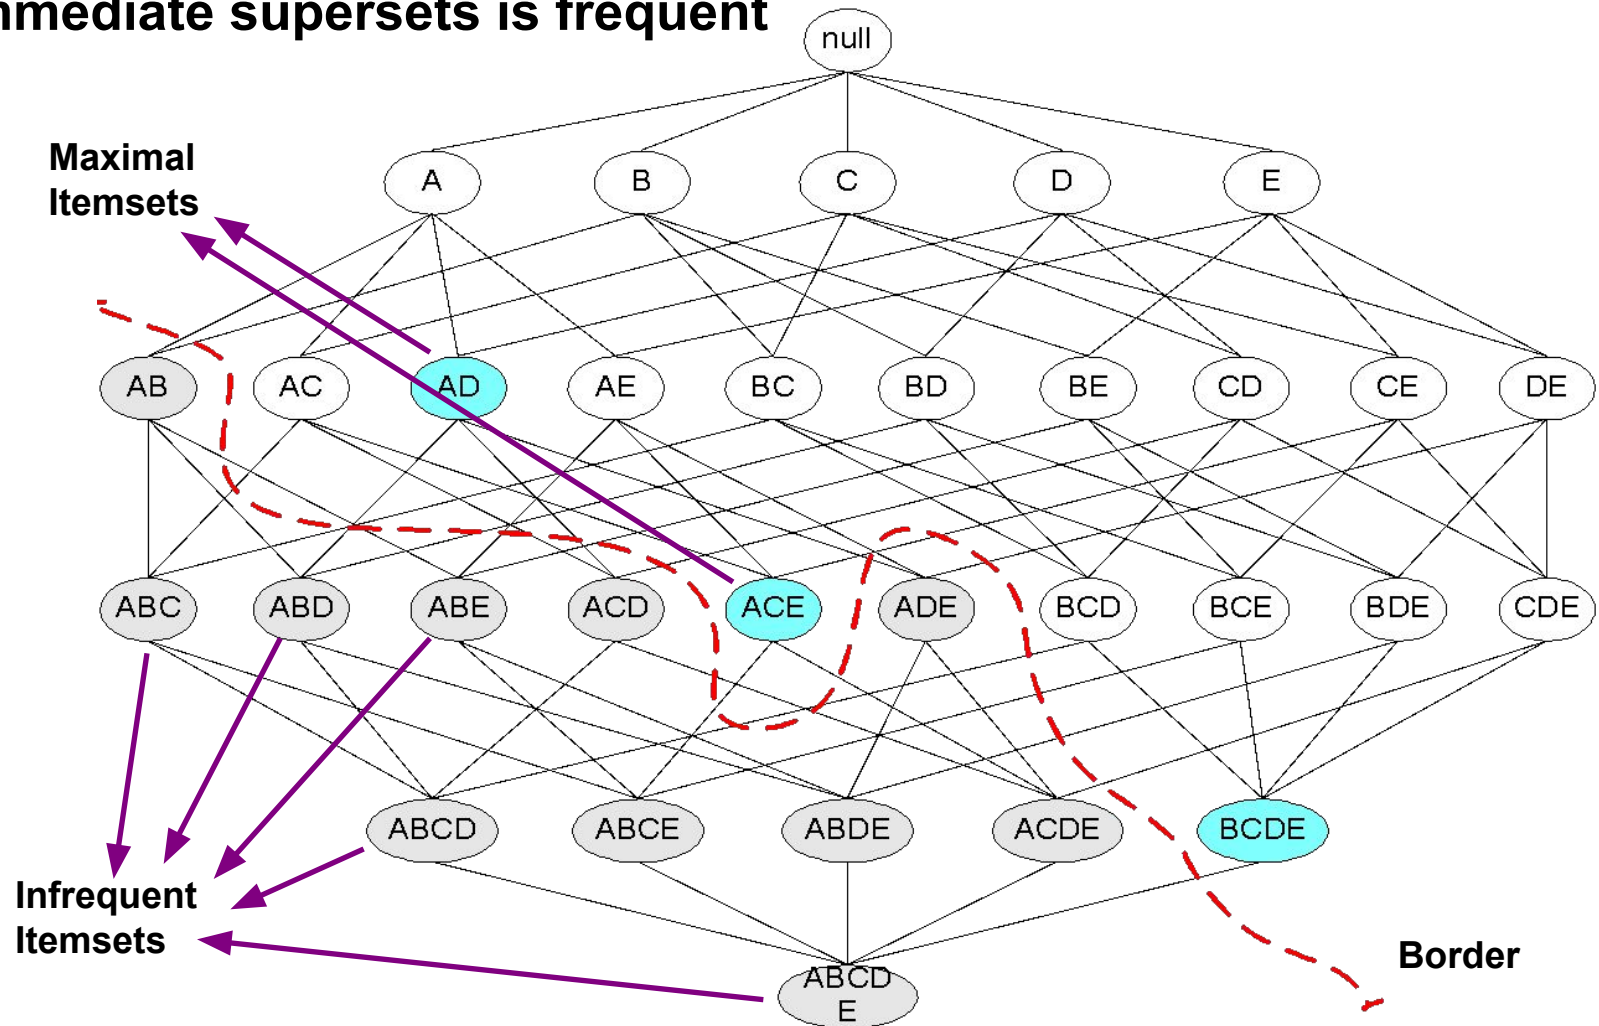 mmediate supersets is frequent
null
Maximal
Itemsets
A B C D E
AB AC AD AE BC BD BE CD CE DE
ABC ABD ABE ACD ACE ADE BCD BCE BDE CDE
ABCD ABCE ABDE ACDE BCDE
Infrequent
Itemsets
Border
ABCD
E